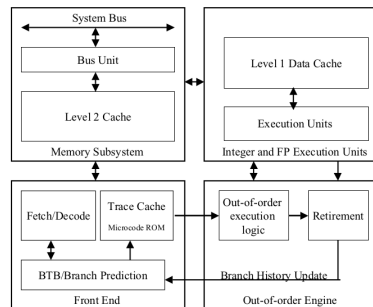 System Bus
Bus Unit
Level 2 Cache
Memory Subsystem
Level 1 Data Cache
Execution Units
Integer and FP Execution Units
Fetch/Decode
Trace Cache
Microcode ROM
BTB/Branch Prediction
Front End
Out-of-order
execution
logic
Retirement
Branch History Update
Out-of-order Engine